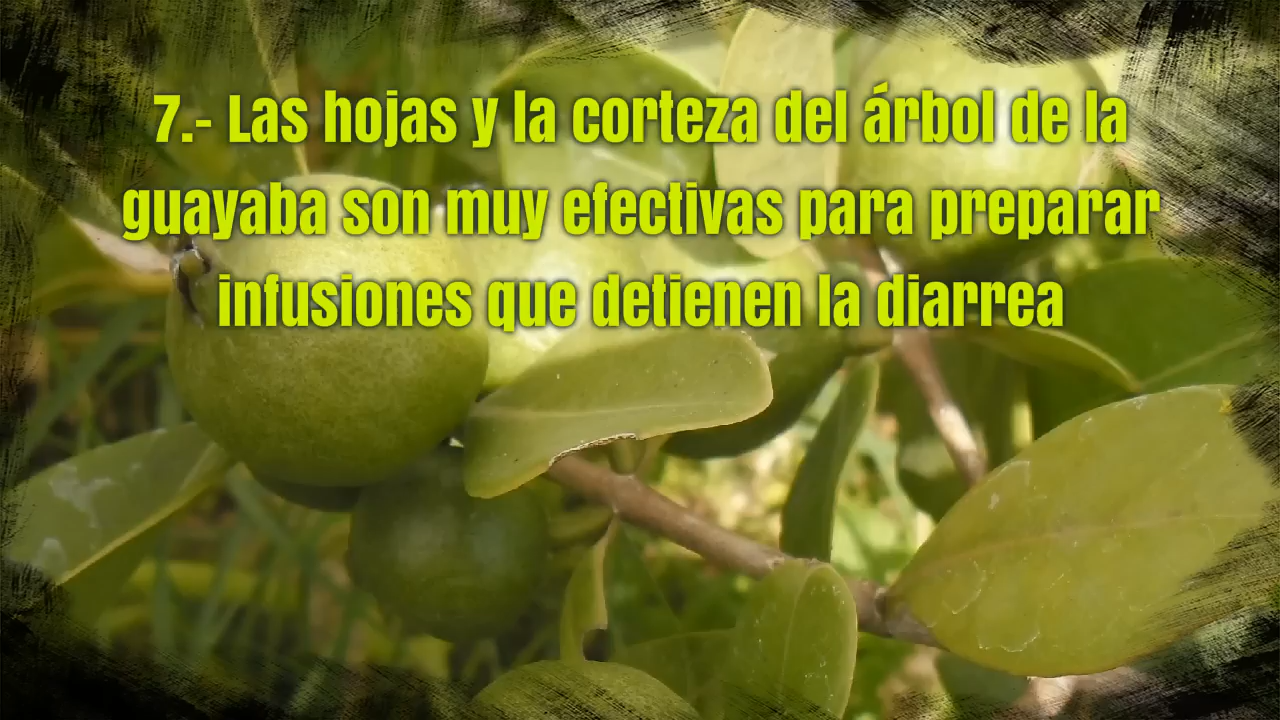 7.- Las hojas y la corteza del árbol de la
guayaba son muy efectivas para preparar
infusiones que detienen la diarrea